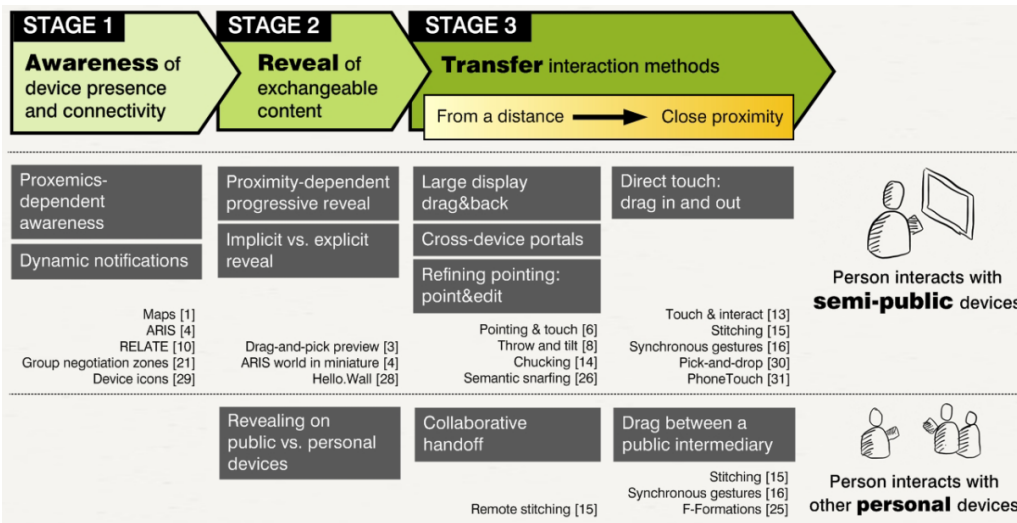 STAGE 1
Awareness of
device presence
and connectivity
STAGE 2
Reveal of
exchangeable
content
STAGE 3
Transfer interaction methods
From a distance
Close proximity
Proxemics-
dependent
awareness
Dynamic notifications
Maps [1]
ARIS [4]
RELATE [10]
Group negotiation zones [21]
Device icons [29]
Proximity-dependent
progressive reveal
Implicit vs. explicit
reveal
Drag-and-pick preview [3]
ARIS world in miniature [4]
Hello.Wall [28]
Large display
drag&back
Cross-device portals
Refining pointing:
point&edit
Pointing & touch [6]
Throw and tilt [8]
Chucking [14]
Semantic snarfing [26]
Direct touch:
drag in and out
Touch & interact [13]
Stitching [15]
Synchronous gestures [16]
Pick-and-drop [30]
PhoneTouch [31]
Person interacts with
semi-public devices
Revealing on
public vs. personal
devices
Collaborative
handoff
Remote stitching [15]
Drag between a
public intermediary
Stitching [15]
Synchronous gestures [16]
F-Formations [25]
Person interacts with
other personal devices